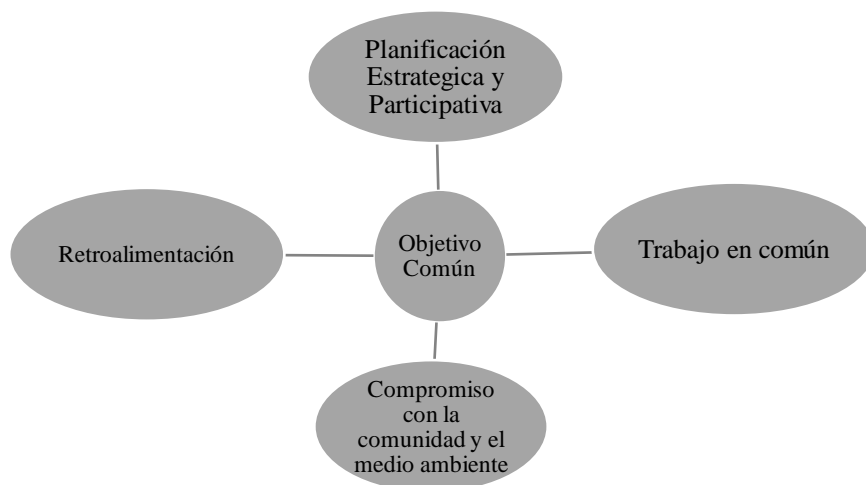 Planificación
Estrategica y
Participativa
Retroalimentación
Objetivo
Común
Trabajo en común
Compromiso
con la
comunidad y el
medio ambiente